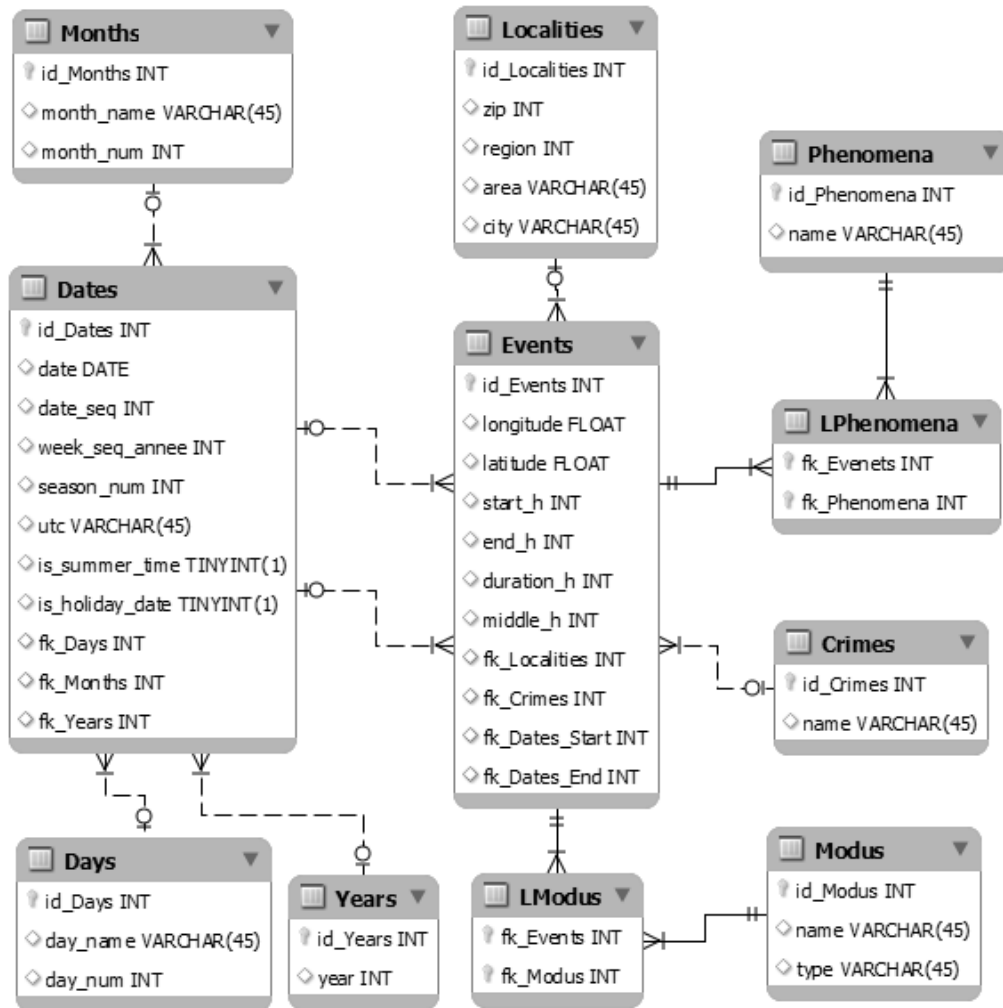 Months
id_Months INT
month_name VARCHAR(45)
month_num INT
Localities
id_Localities INT
zip INT
region INT
area VARCHAR(45)
city VARCHAR(45)
Phenomena
id_Phenomena INT
name VARCHAR(45)
Dates
id_Dates INT
date DATE
date_seq INT
week_seq_annee INT
season_num INT
utc VARCHAR(45)
is_summer_time TINYINT(1)
is_holiday_date TINYINT(1)
fk_Days INT
fk_Months INT
fk_Years INT
Events
id_Events INT
longitude FLOAT
latitude FLOAT
start_h INT
end_h INT
duration_h INT
middle_h INT
fk_Localities INT
fk_Crimes INT
fk_Dates_Start INT
fk_Dates_End INT
LPhenomena
fk_Evenets INT
fk_Phenomena INT
Crimes
id_Crimes INT
name VARCHAR(45)
Days
id_Days INT
day_name VARCHAR(45)
day_num INT
Years
id_Years INT
year INT
LModus
fk_Events INT
fk_Modus INT
Modus
id_Modus INT
name VARCHAR(45)
type VARCHAR(45)